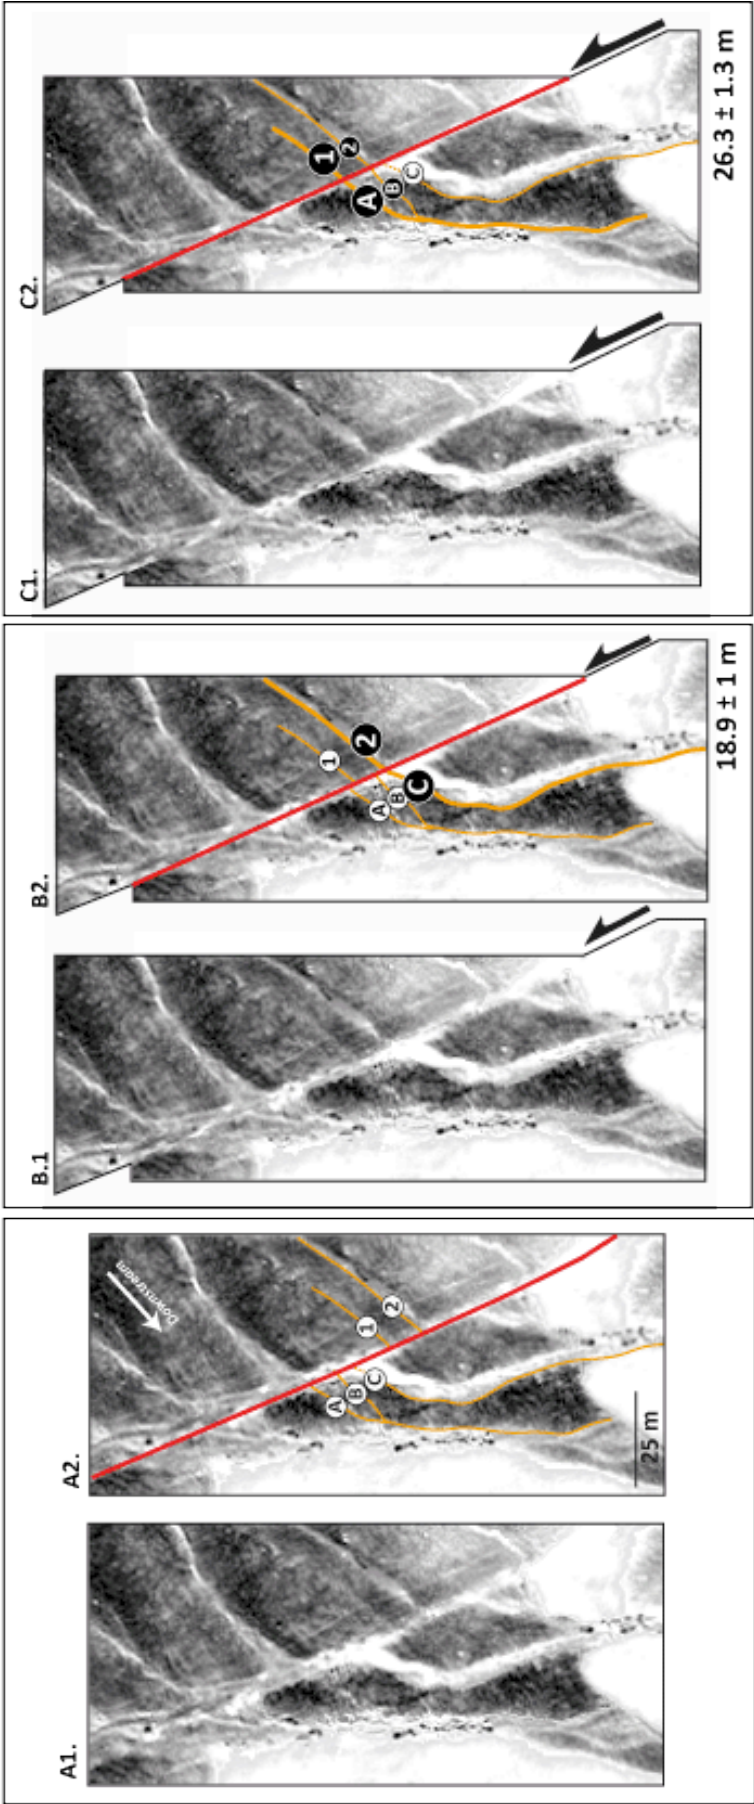 A1.
A2.
Downstream
1
2
A
B
C
25 m
B.1
B2.
1
2
A
B
C
18.9 ± 1 m
C1.
C2.
1
2
A
B
C
26.3 ± 1.3 m